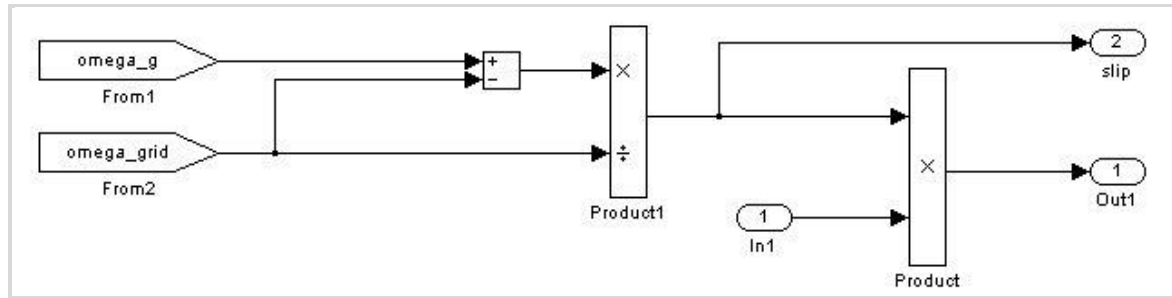 omega_g
From1
+
−
omega_grid
From2
×
÷
Product1
2
slip
×
Product
1
Out1
1
In1